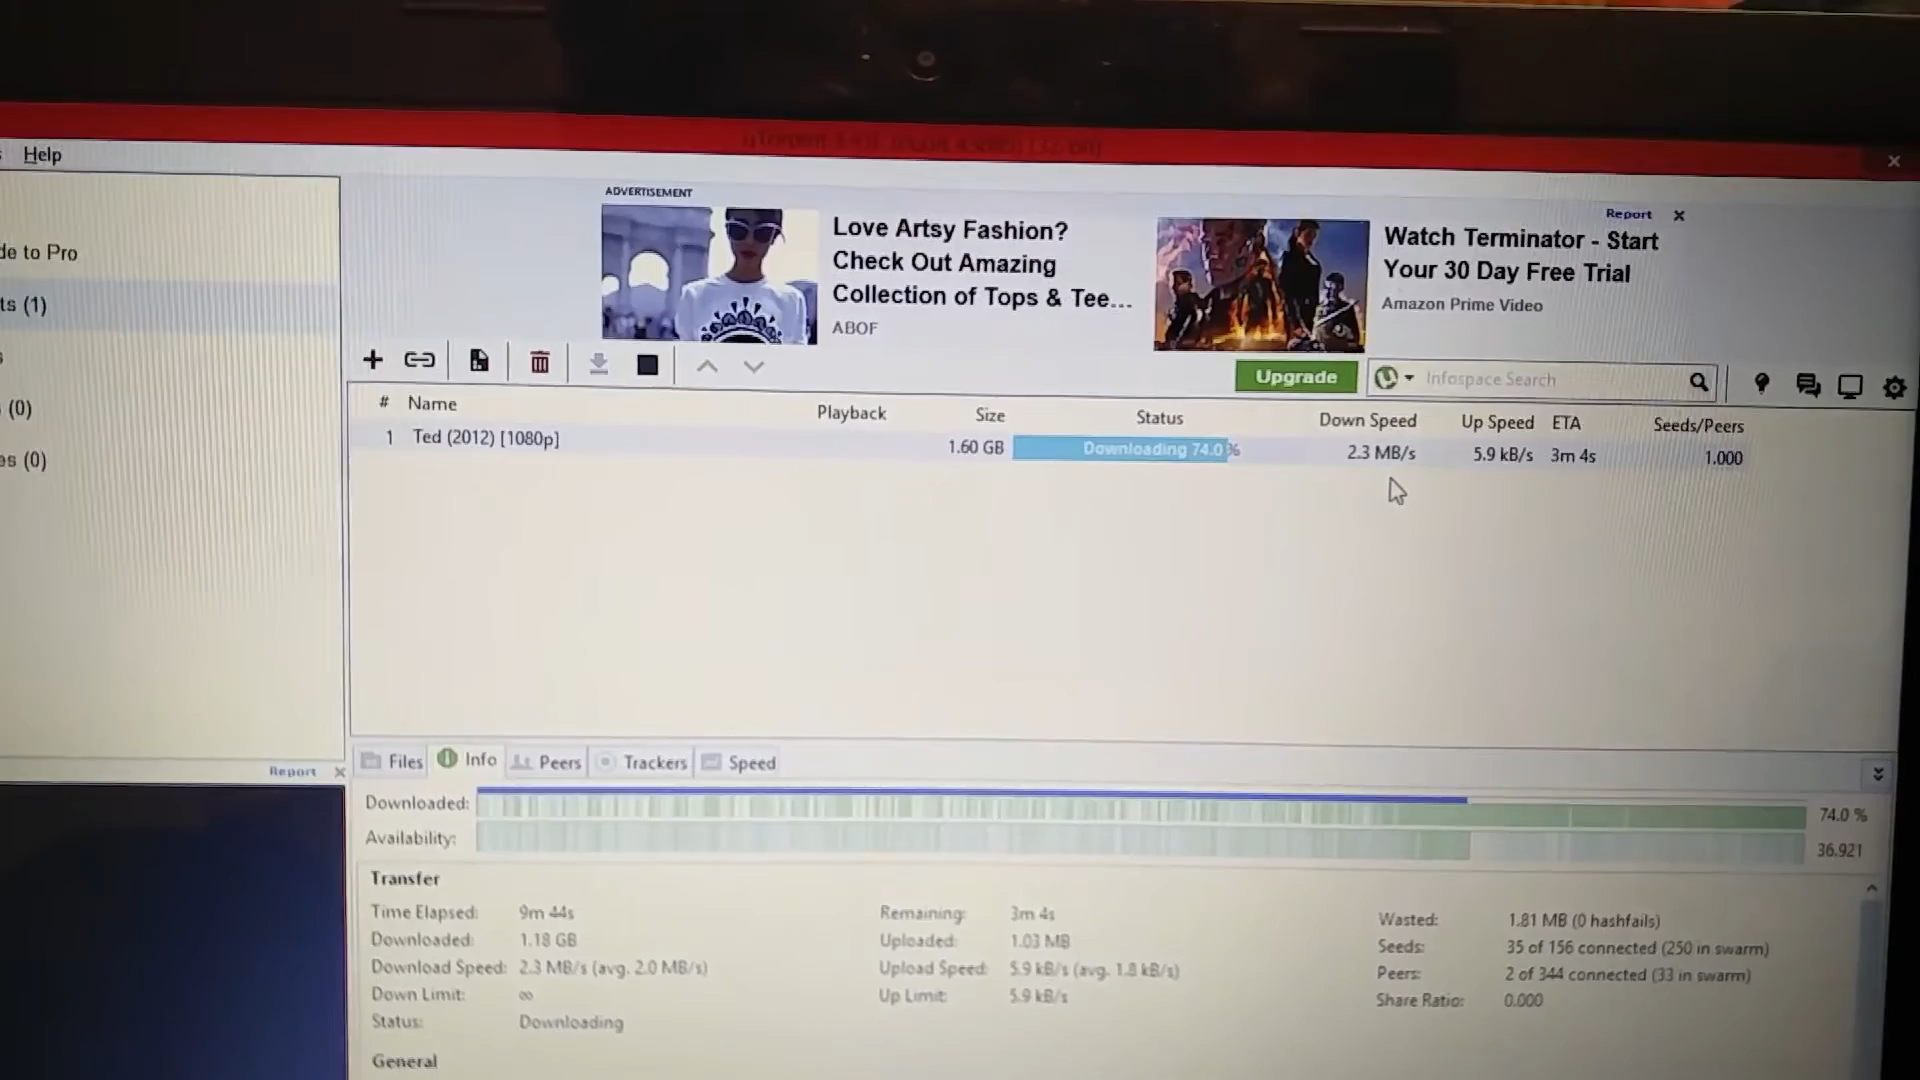 Help
ADVERTISEMENT
Report
Love Artsy Fashion?
Check Out Amazing
Collection of Tops & Tee...
ABOF
Watch Terminator - Start
Your 30 Day Free Trial
Amazon Prime Video
de to Pro
ts (1)
s
(0)
es (0)
Upgrade
Infospace Search
# Name Playback Size Status Down Speed Up Speed ETA Seeds/Peers
1 Ted (2012) [1080p] 1.60 GB Downloading 74.0 % 2.3 MB/s 5.9 kB/s 3m 4s 1.000
Report
Files Info Peers Trackers Speed
Downloaded: 74.0 %
Availability: 36.921
Transfer
Time Elapsed: 9m 44s Remaining: 3m 4s Wasted: 1.81 MB (0 hashfails)
Downloaded: 1.18 GB Uploaded: 1.03 MB Seeds: 35 of 156 connected (250 in swarm)
Download Speed: 2.3 MB/s (avg. 2.0 MB/s) Upload Speed: 5.9 kB/s (avg. 1.8 kB/s) Peers: 2 of 344 connected (33 in swarm)
Down Limit: ∞ Up Limit: 5.9 kB/s Share Ratio: 0.000
Status: Downloading
General